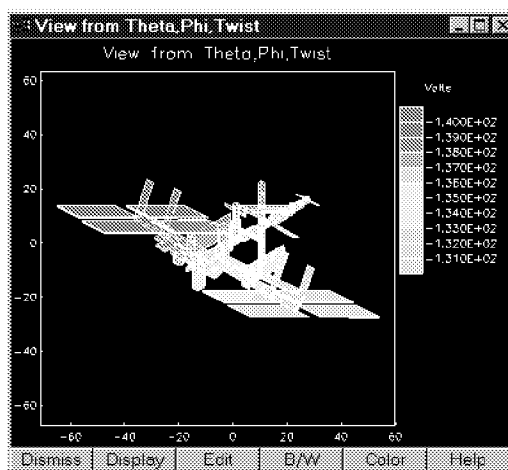 View from Theta,Phi,Twist
View from Theta,Phi,Twist
Volts
60
40
20
0
-20
-40
-60
-1.400E+02
-1.390E+02
-1.380E+02
-1.370E+02
-1.360E+02
-1.350E+02
-1.340E+02
-1.330E+02
-1.320E+02
-1.310E+02
-60 -40 -20 0 20 40 60
Dismiss Display Edit B/W Color Help